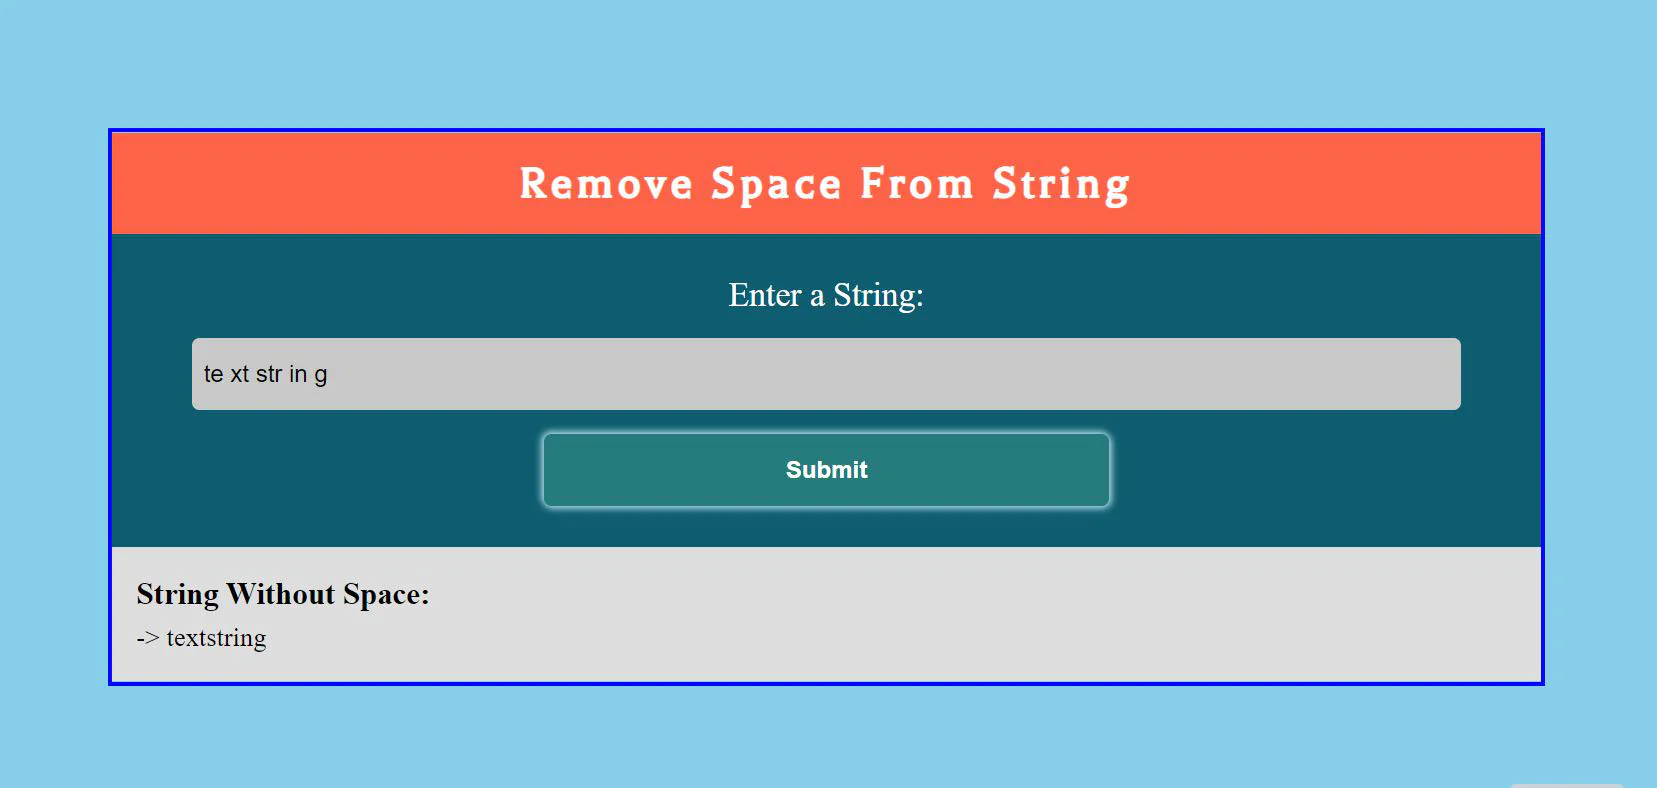 Remove Space From String
Enter a String:
te xt str in g
Submit
String Without Space:
-> textstring